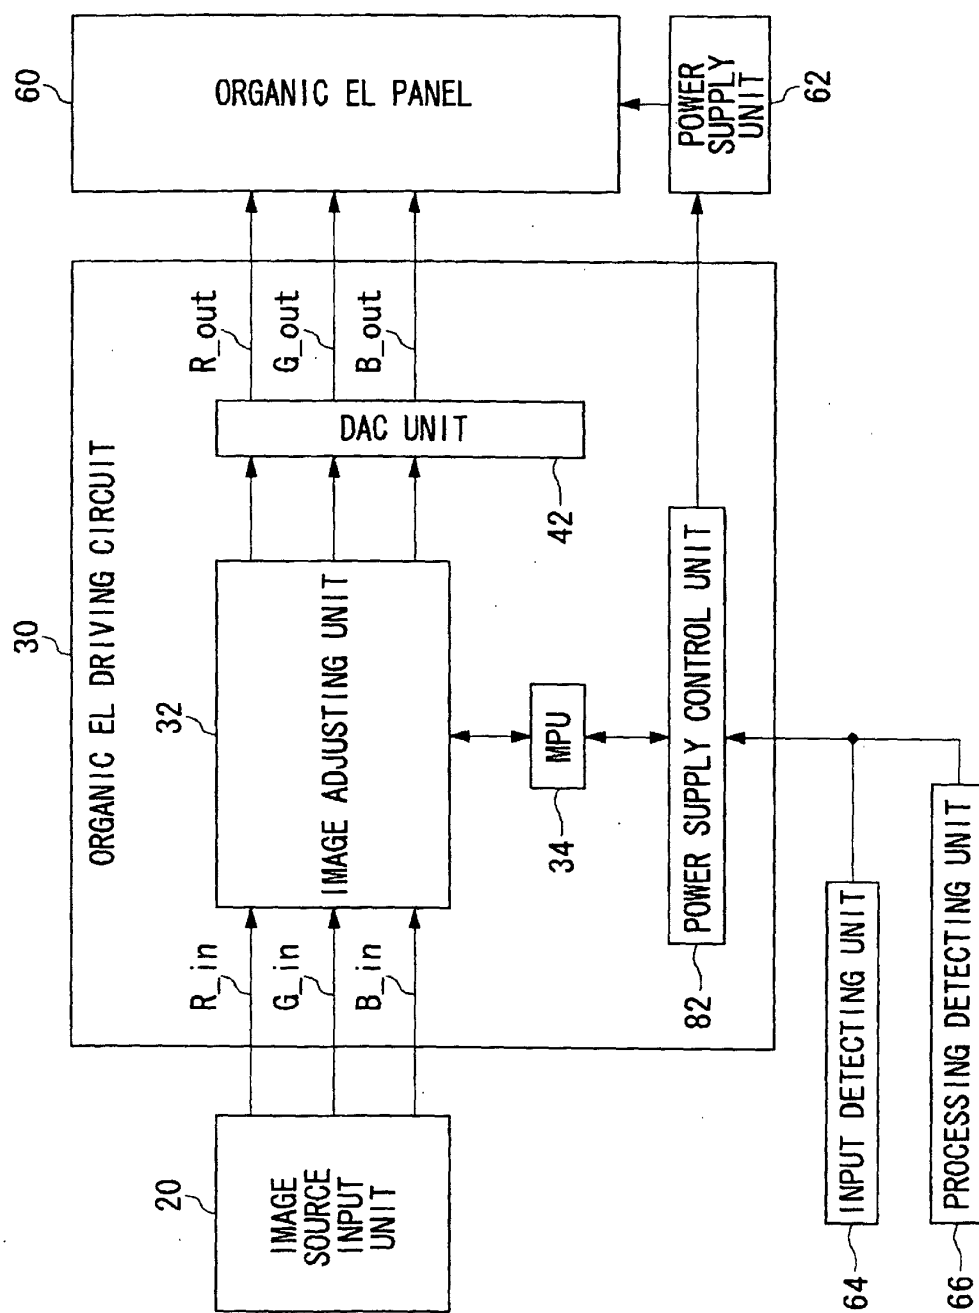 30
ORGANIC EL DRIVING CIRCUIT
20
IMAGE
SOURCE
INPUT
UNIT
R_in
G_in
B_in
32
IMAGE ADJUSTING UNIT
R_out
G_out
B_out
DAC UNIT
42
60
ORGANIC EL PANEL
34
MPU
82
POWER SUPPLY CONTROL UNIT
POWER
SUPPLY
UNIT
62
64
INPUT DETECTING UNIT
66
PROCESSING DETECTING UNIT